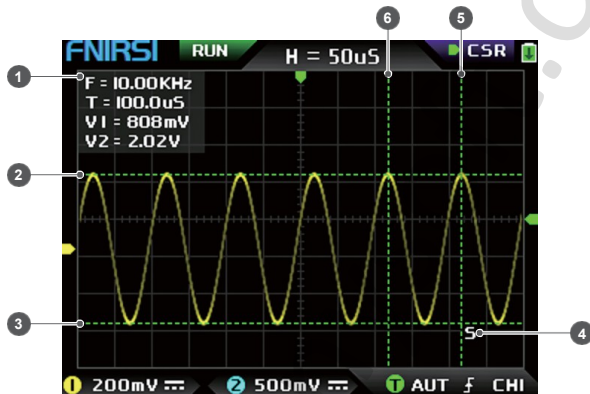 6 5
FNIRSI RUN H = 50uS CSR
1
F = 10.00KHz
T = 100.0uS
V1 = 808mV
V2 = 2.02V
2
3
S 4
1 200mV 2 500mV T AUT CH1